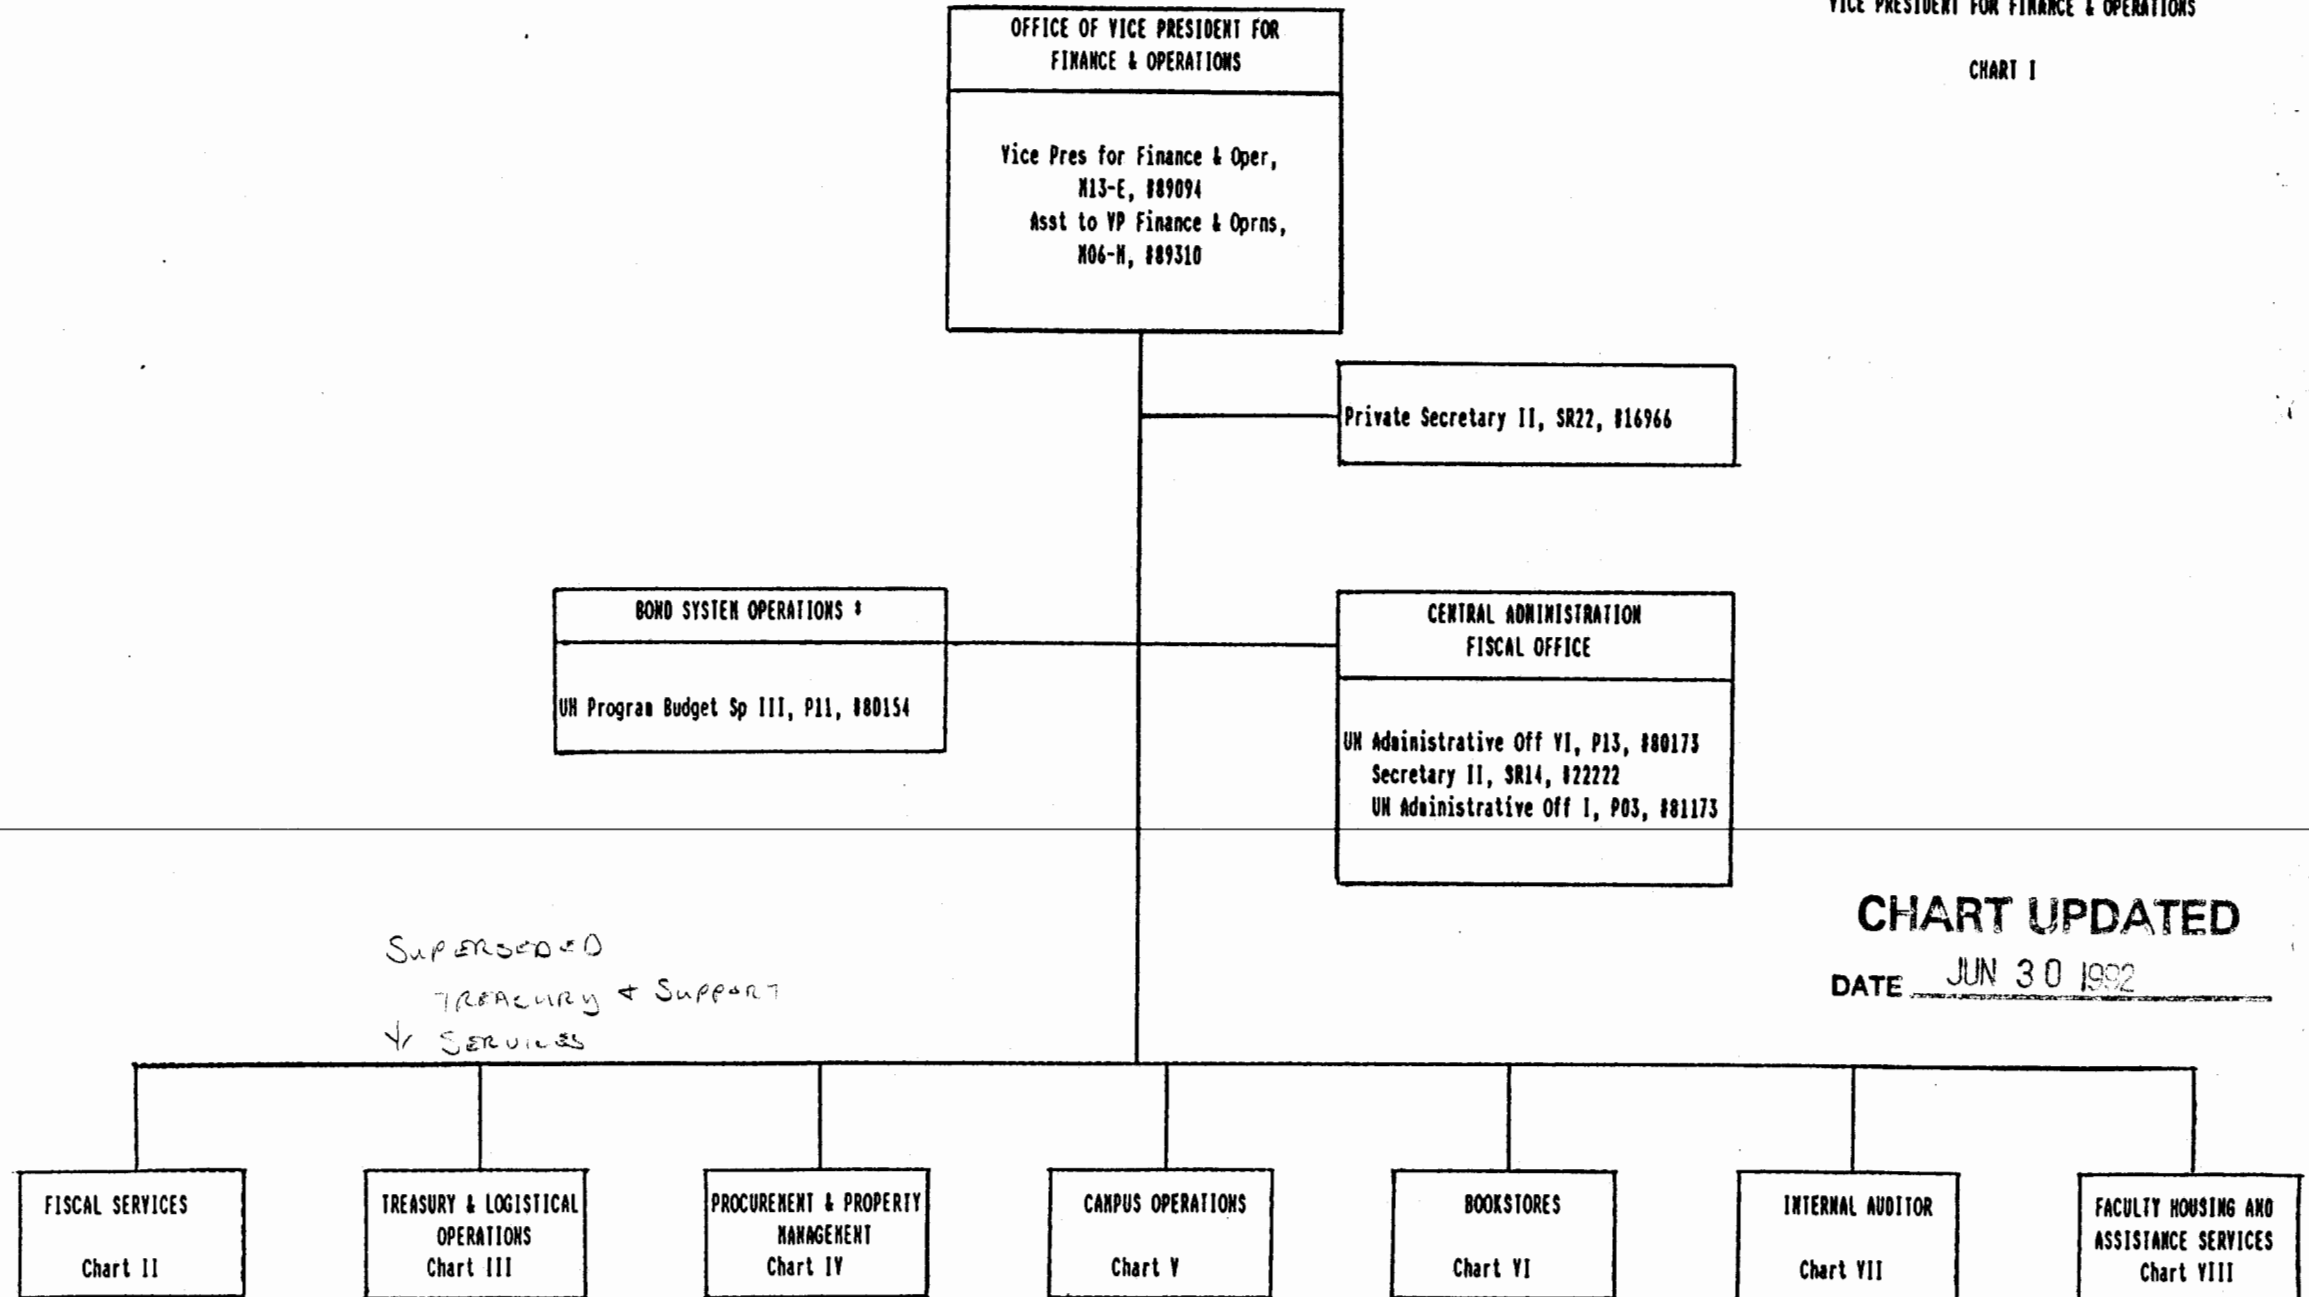 VICE PRESIDENT FOR FINANCE & OPERATIONS
CHART I
OFFICE OF VICE PRESIDENT FOR
FINANCE & OPERATIONS
Vice Pres for Finance & Oper,
M13-E, #89094
Asst to VP Finance & Oprns,
M06-M, #89310
Private Secretary II, SR22, #16966
BOND SYSTEM OPERATIONS *
UH Program Budget Sp III, P11, #80154
CENTRAL ADMINISTRATION
FISCAL OFFICE
UH Administrative Off VI, P13, #80173
Secretary II, SR14, #22222
UH Administrative Off I, P03, #81173
CHART UPDATED
DATE JUN 30 1992
SUPERSEDED
TREASURY & SUPPORT
SERVICES
FISCAL SERVICES
Chart II
TREASURY & LOGISTICAL
OPERATIONS
Chart III
PROCUREMENT & PROPERTY
MANAGEMENT
Chart IV
CAMPUS OPERATIONS
Chart V
BOOKSTORES
Chart VI
INTERNAL AUDITOR
Chart VII
FACULTY HOUSING AND
ASSISTANCE SERVICES
Chart VIII